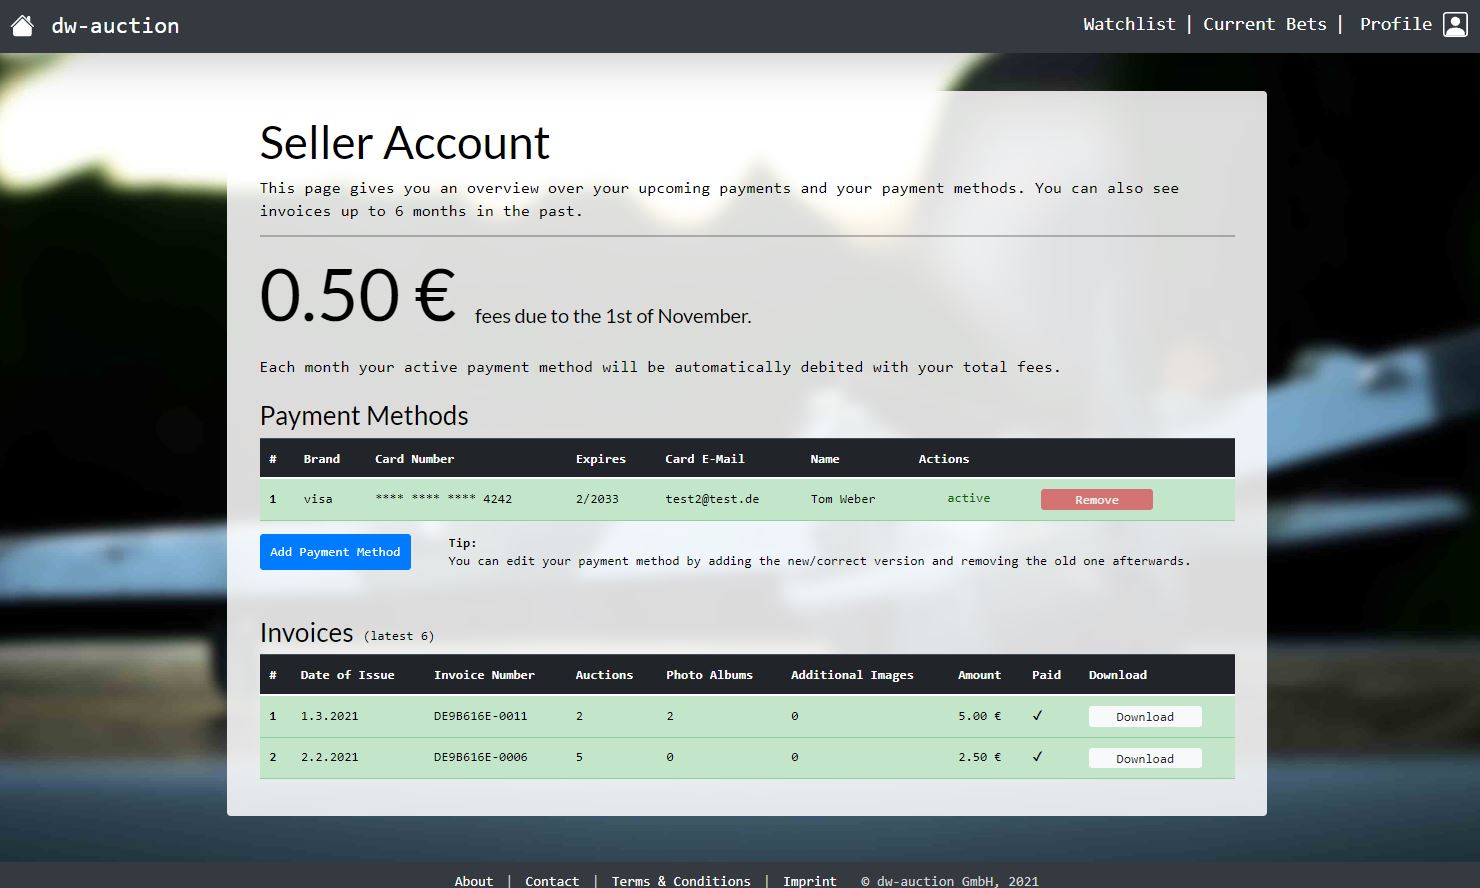 dw-auction
Watchlist | Current Bets | Profile
Seller Account
This page gives you an overview over your upcoming payments and your payment methods. You can also see
invoices up to 6 months in the past.
0.50 € fees due to the 1st of November.
Each month your active payment method will be automatically debited with your total fees.
Payment Methods
# Brand Card Number Expires Card E-Mail Name Actions
1 visa **** **** **** 4242 2/2033 test2@test.de Tom Weber active Remove
Add Payment Method
Tip:
You can edit your payment method by adding the new/correct version and removing the old one afterwards.
Invoices (latest 6)
# Date of Issue Invoice Number Auctions Photo Albums Additional Images Amount Paid Download
1 1.3.2021 DE9B616E-0011 2 2 0 5.00 € ✓ Download
2 2.2.2021 DE9B616E-0006 5 0 0 2.50 € ✓ Download
About | Contact | Terms & Conditions | Imprint © dw-auction GmbH, 2021